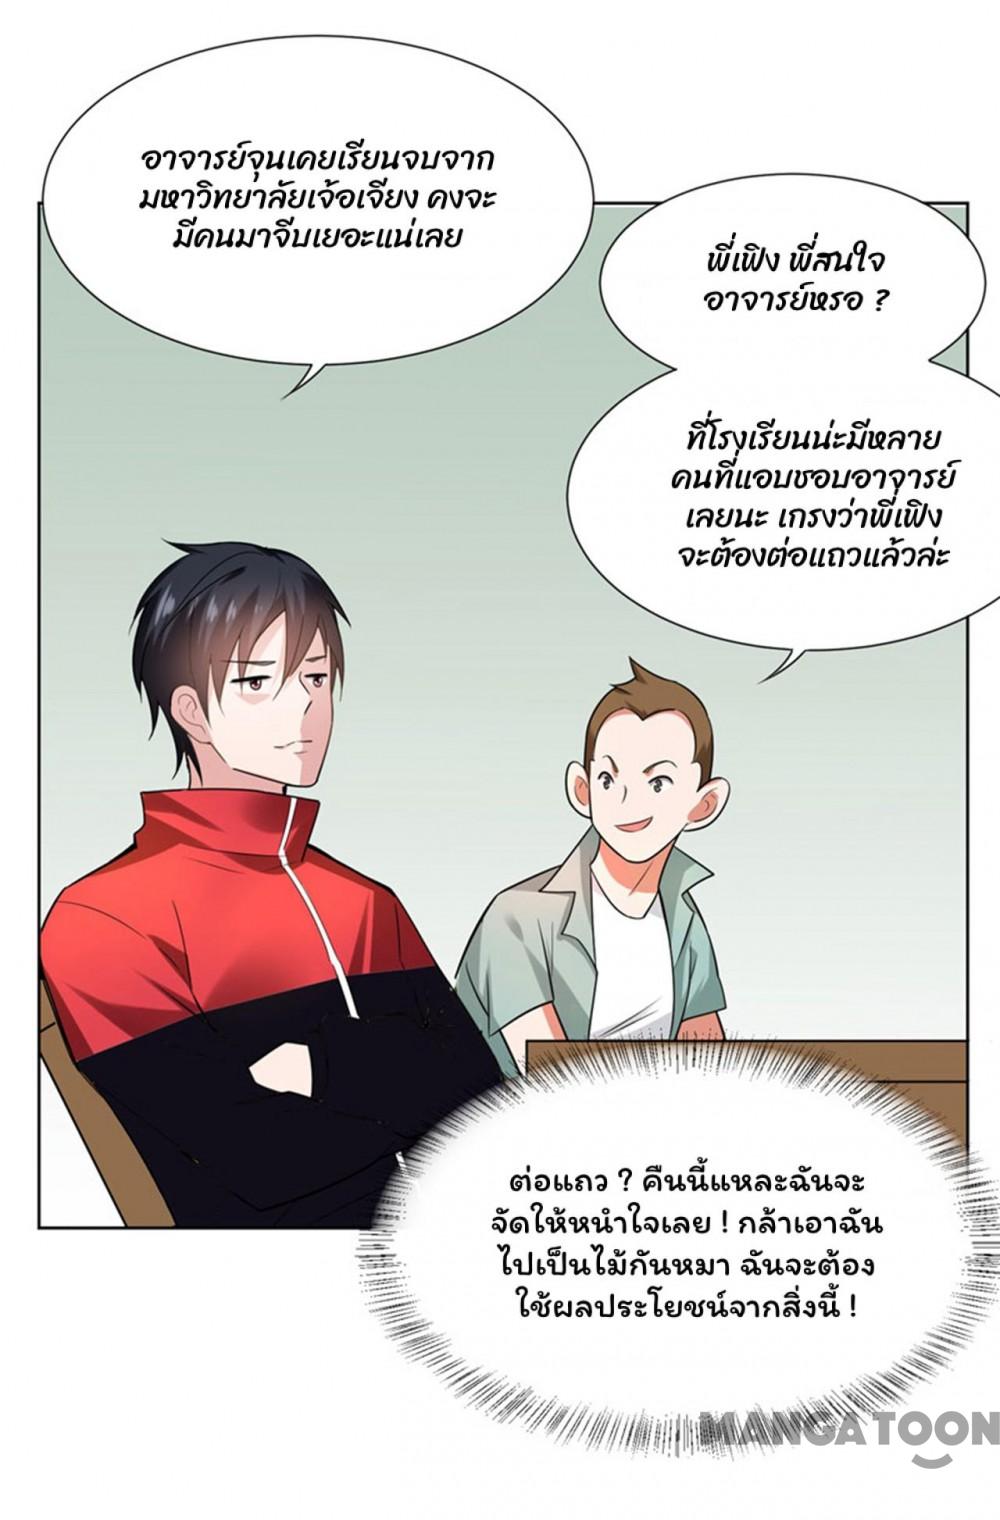 อาจารย์จุนเคยเรียนจบจาก
มหาวิทยาลัยเจ้อเจียง คงจะ
มีคนมาจีบเยอะแน่เลย
พี่เฟิง พี่สนใจ
อาจารย์หรอ ?
ที่โรงเรียนน่ะมีหลาย
คนที่แอบชอบอาจารย์
เลยนะ เกรงว่าพี่เฟิง
จะต้องต่อแถวแล้วล่ะ
ต่อแถว ? คืนนี้แหละฉันจะ
จัดให้หนำใจเลย ! กล้าเอาฉัน
ไปเป็นไม้กันหมา ฉันจะต้อง
ใช้ผลประโยชน์จากสิ่งนี้ !
MANGATOON